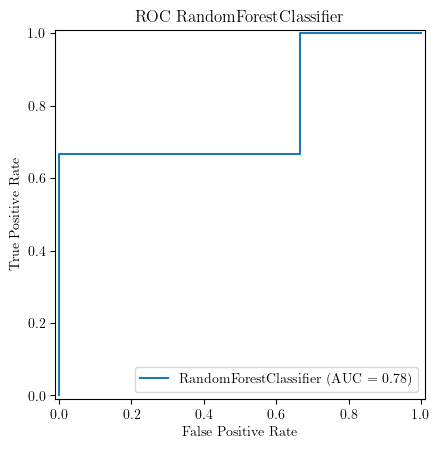 ROC RandomForestClassifier
1.0
0.8
0.6
0.4
0.2
0.0
True Positive Rate
RandomForestClassifier (AUC = 0.78)
0.0 0.2 0.4 0.6 0.8 1.0
False Positive Rate